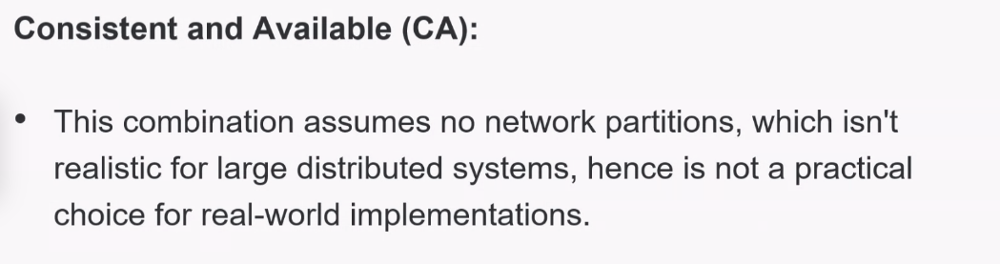 Consistent and Available (CA):
• This combination assumes no network partitions, which isn't
realistic for large distributed systems, hence is not a practical
choice for real-world implementations.